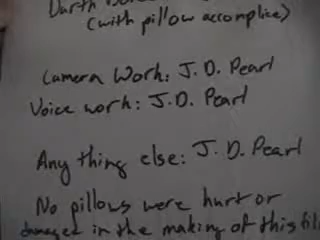 Darth
(with pillow accomplice)
Camera Work: J. D. Pearl
Voice work: J. D. Pearl
Any thing else: J. D. Pearl
No pillows were hurt or
damaged in the making of this